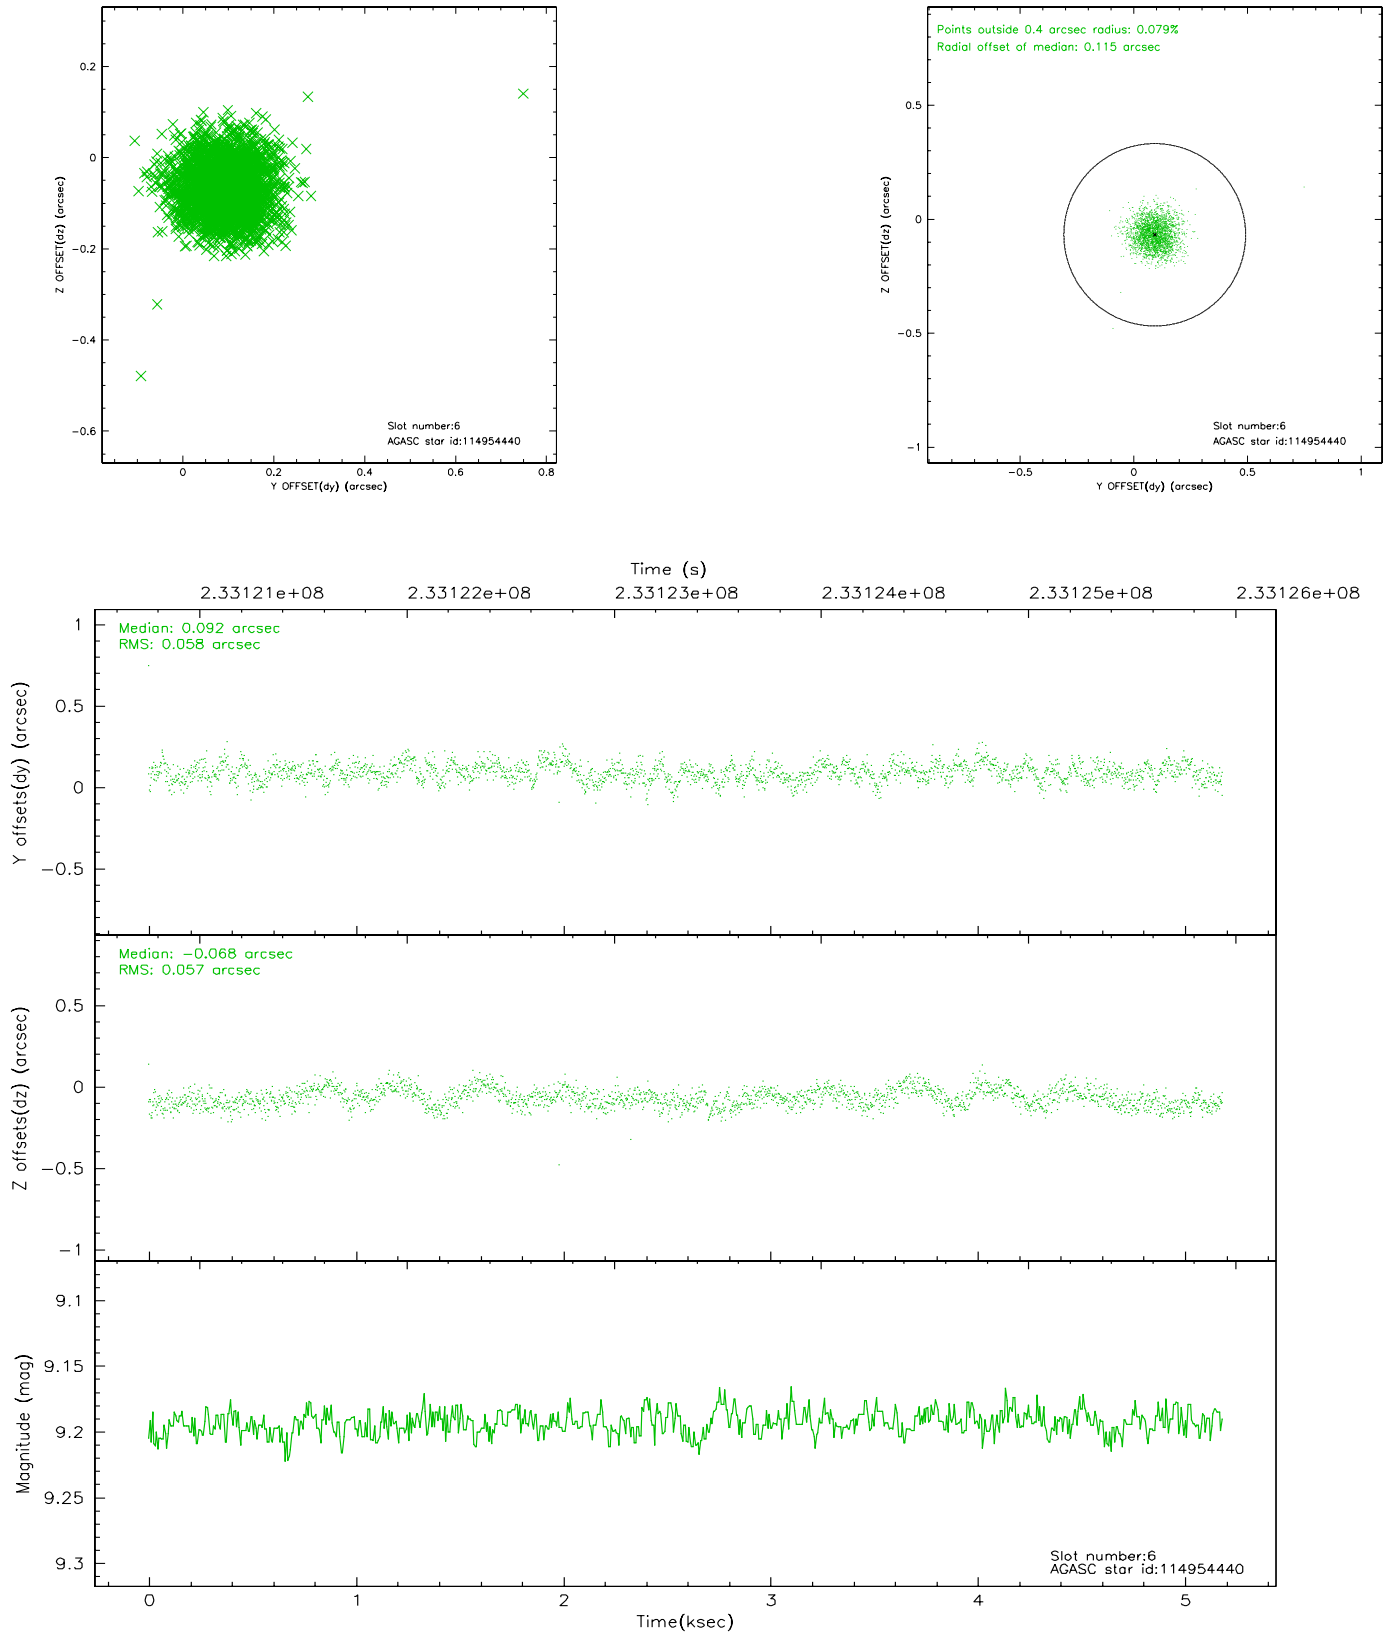 0.2
0
−0.2
−0.4
−0.6
Z OFFSET(dz) (arcsec)
0 0.2 0.4 0.6 0.8
Y OFFSET(dy) (arcsec)
Slot number:6
AGASC star id:114954440
Points outside 0.4 arcsec radius: 0.079%
Radial offset of median: 0.115 arcsec
0.5
0
−0.5
−1
Z OFFSET(dz) (arcsec)
−0.5 0 0.5 1
Y OFFSET(dy) (arcsec)
Slot number:6
AGASC star id:114954440
Time (s)
2.33121e+08 2.33122e+08 2.33123e+08 2.33124e+08 2.33125e+08 2.33126e+08
Median: 0.092 arcsec
RMS: 0.058 arcsec
1
0.5
0
−0.5
Y offsets(dy) (arcsec)
Median: −0.068 arcsec
RMS: 0.057 arcsec
0.5
0
−0.5
−1
Z offsets(dz) (arcsec)
9.1
9.15
9.2
9.25
9.3
Magnitude (mag)
Slot number:6
AGASC star id:114954440
0 1 2 3 4 5
Time(ksec)